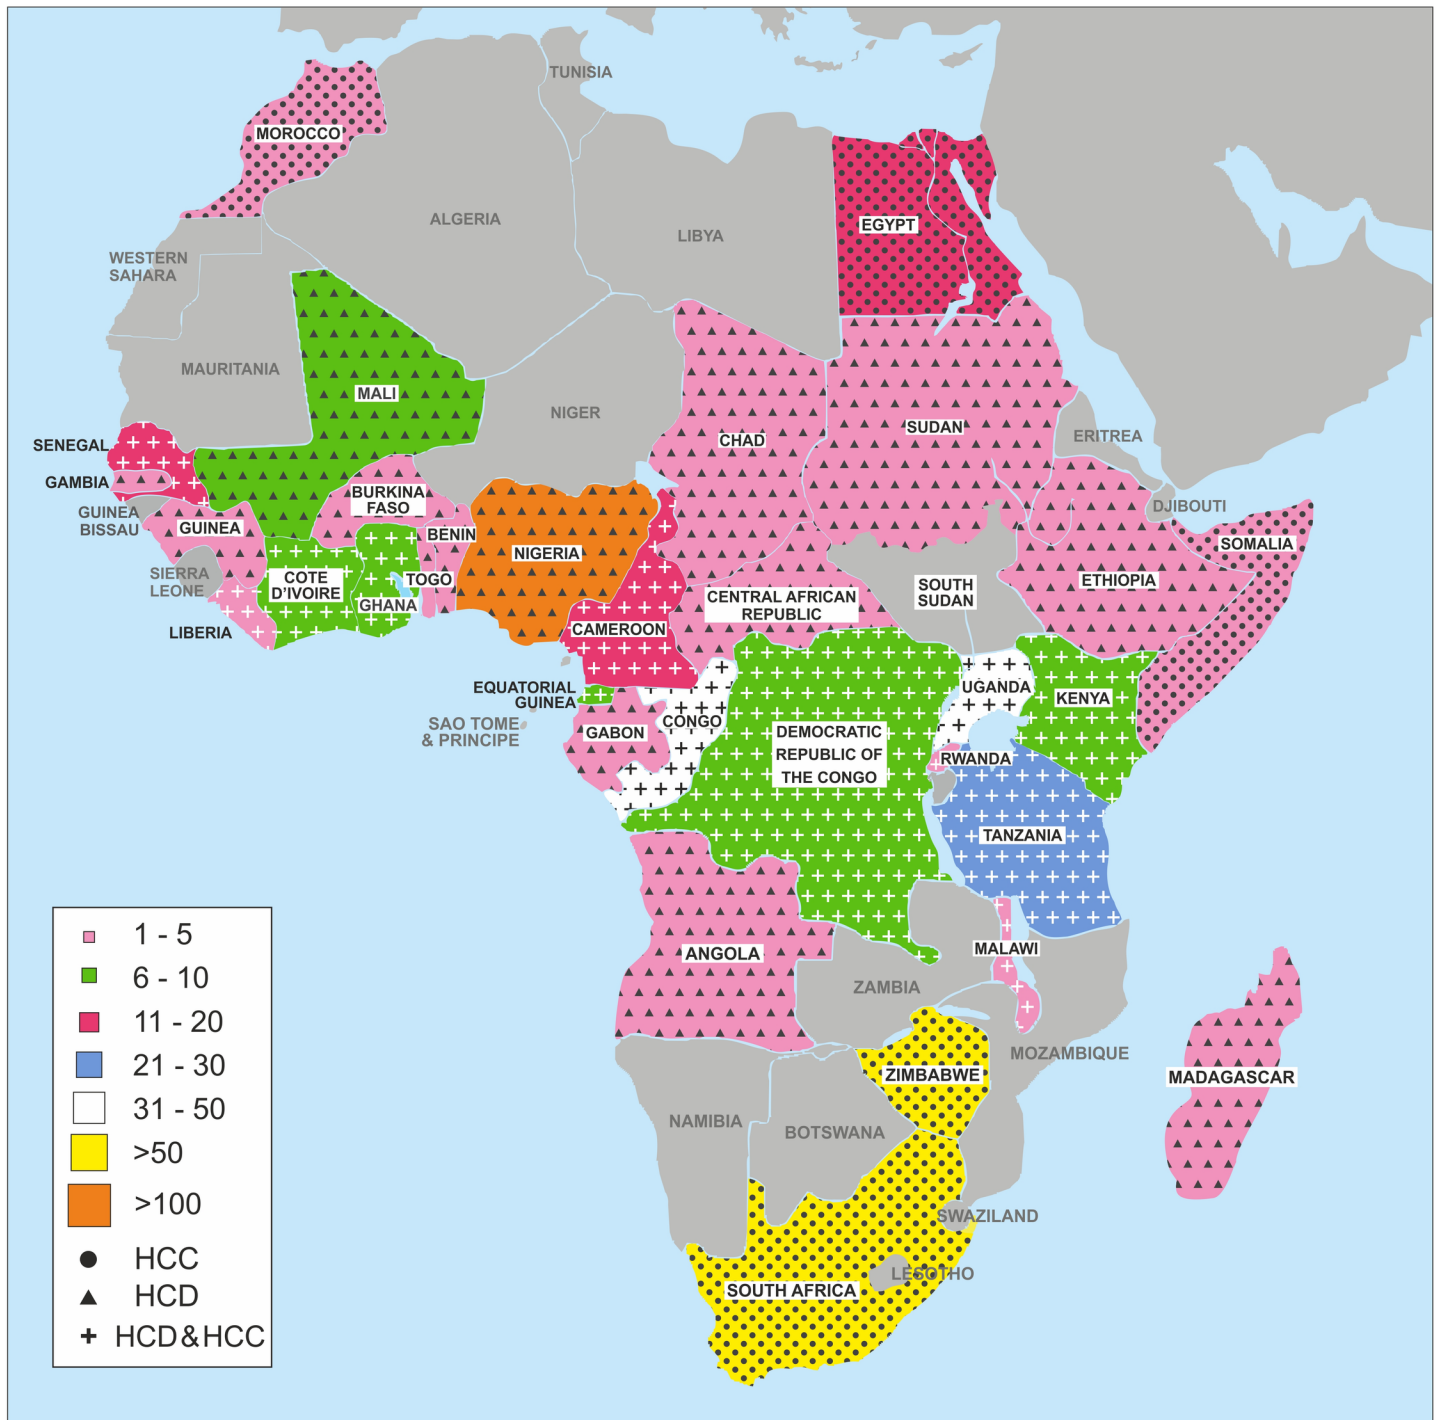 TUNISIA
MOROCCO
ALGERIA
LIBYA
EGYPT
WESTERN
SAHARA
MAURITANIA
MALI
NIGER
CHAD
SUDAN
ERITREA
SENEGAL
GAMBIA
GUINEA
BISSAU
GUINEA
BURKINA
FASO
BENIN
NIGERIA
DJIBOUTI
SOMALIA
SIERRA
LEONE
COTE
D'IVOIRE
GHANA
TOGO
LIBERIA
CAMEROON
CENTRAL AFRICAN
REPUBLIC
SOUTH
SUDAN
ETHIOPIA
EQUATORIAL
GUINEA
SAO TOME
& PRINCIPE
GABON
CONGO
DEMOCRATIC
REPUBLIC OF
THE CONGO
UGANDA
KENYA
RWANDA
TANZANIA
ANGOLA
MALAWI
ZAMBIA
MOZAMBIQUE
MADAGASCAR
ZIMBABWE
NAMIBIA
BOTSWANA
SWAZILAND
LESOTHO
SOUTH AFRICA
1 - 5
6 - 10
11 - 20
21 - 30
31 - 50
>50
>100
HCC
HCD
HCD&HCC